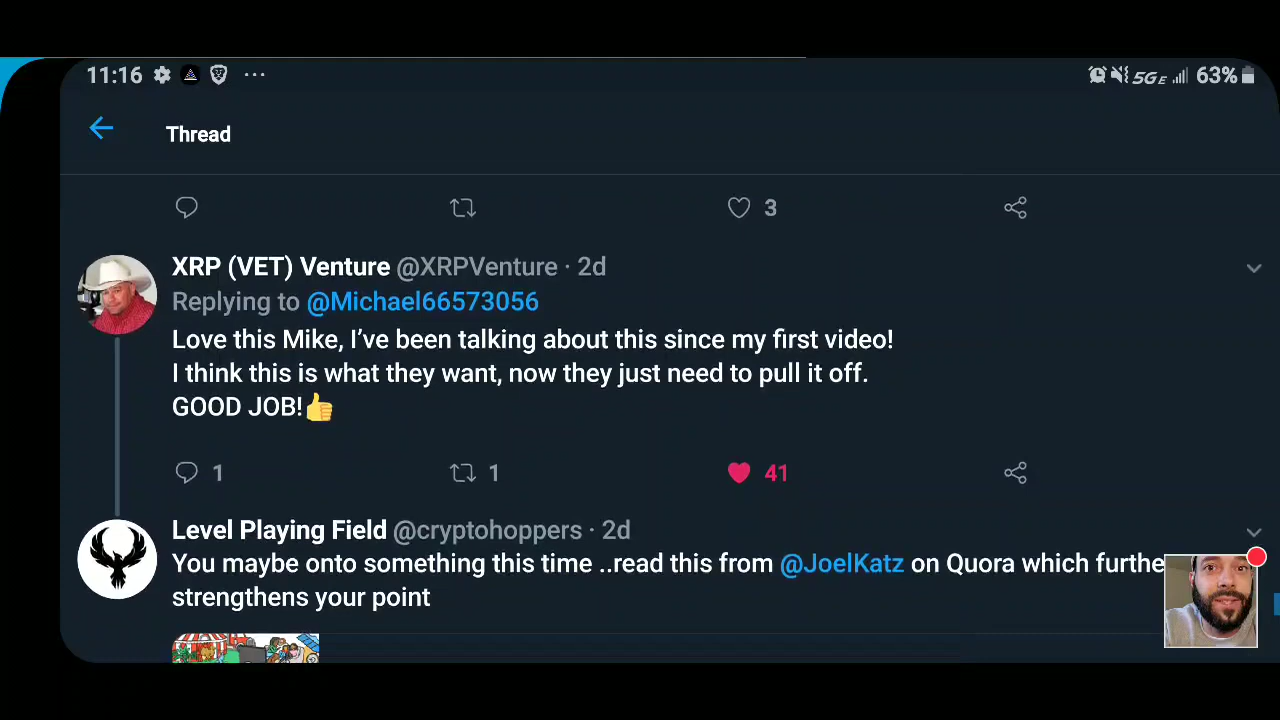 11:16 ... 5GE 63%
Thread
3
XRP (VET) Venture @XRPVenture · 2d
Replying to @Michael66573056
Love this Mike, I’ve been talking about this since my first video!
I think this is what they want, now they just need to pull it off.
GOOD JOB!👍
1 1 41
Level Playing Field @cryptohoppers · 2d
You maybe onto something this time ..read this from @JoelKatz on Quora which furthe
strengthens your point